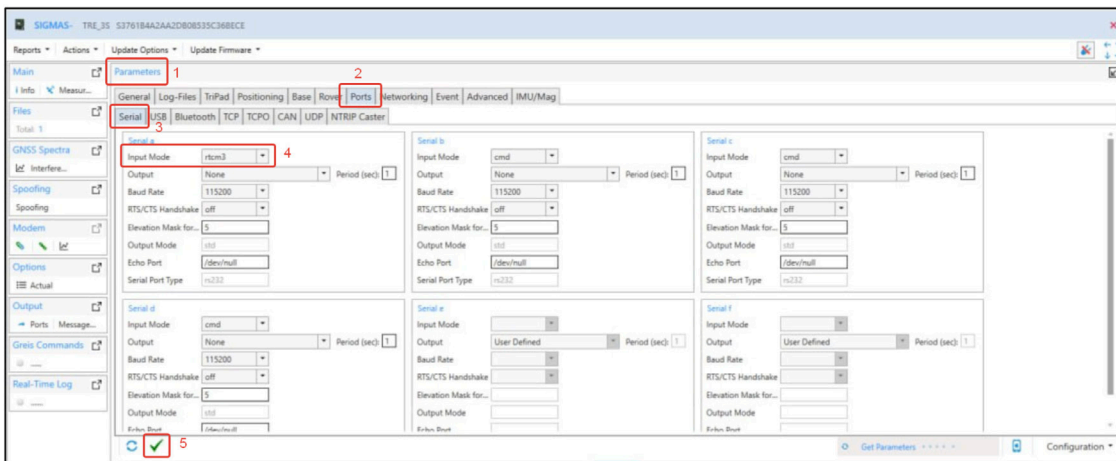 SIGMAS- TRE_3S S3761B4A2AA2DB08535C36BECE
Reports Actions Update Options Update Firmware
Main
i Info Measur...
Files
Total: 1
GNSS Spectra
Interfere...
Spoofing
Spoofing
Modem
Options
Actual
Output
Ports Message...
Greis Commands
Real-Time Log
Parameters 1
2
General Log-Files TriPad Positioning Base Rover Ports Networking Event Advanced IMU/Mag
Serial USB Bluetooth TCP TCPO CAN UDP NTRIP Caster
3
Serial a
Input Mode rtcm3 4
Output None Period (sec): 1
Baud Rate 115200
RTS/CTS Handshake off
Elevation Mask for... 5
Output Mode std
Echo Port /dev/null
Serial Port Type rs232
Serial b
Input Mode cmd
Output None Period (sec): 1
Baud Rate 115200
RTS/CTS Handshake off
Elevation Mask for... 5
Output Mode std
Echo Port /dev/null
Serial Port Type rs232
Serial c
Input Mode cmd
Output None Period (sec): 1
Baud Rate 115200
RTS/CTS Handshake off
Elevation Mask for... 5
Output Mode std
Echo Port /dev/null
Serial Port Type rs232
Serial d
Input Mode cmd
Output None Period (sec): 1
Baud Rate 115200
RTS/CTS Handshake off
Elevation Mask for... 5
Output Mode std
Echo Port /dev/null
Serial e
Input Mode
Output User Defined Period (sec): 1
Baud Rate
RTS/CTS Handshake
Elevation Mask for...
Output Mode
Echo Port
Serial f
Input Mode
Output User Defined Period (sec): 1
Baud Rate
RTS/CTS Handshake
Elevation Mask for...
Output Mode
Echo Port
5
Get Parameters
Configuration